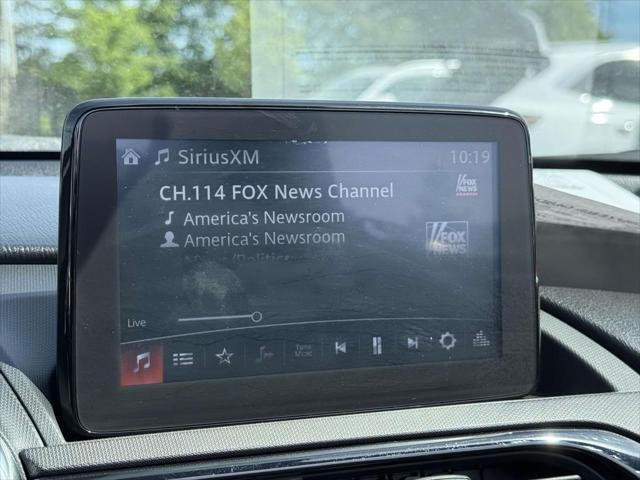 SiriusXM 10:19
CH.114 FOX News Channel
FOX NEWS
America's Newsroom
America's Newsroom
FOX NEWS
Live
Tune Music